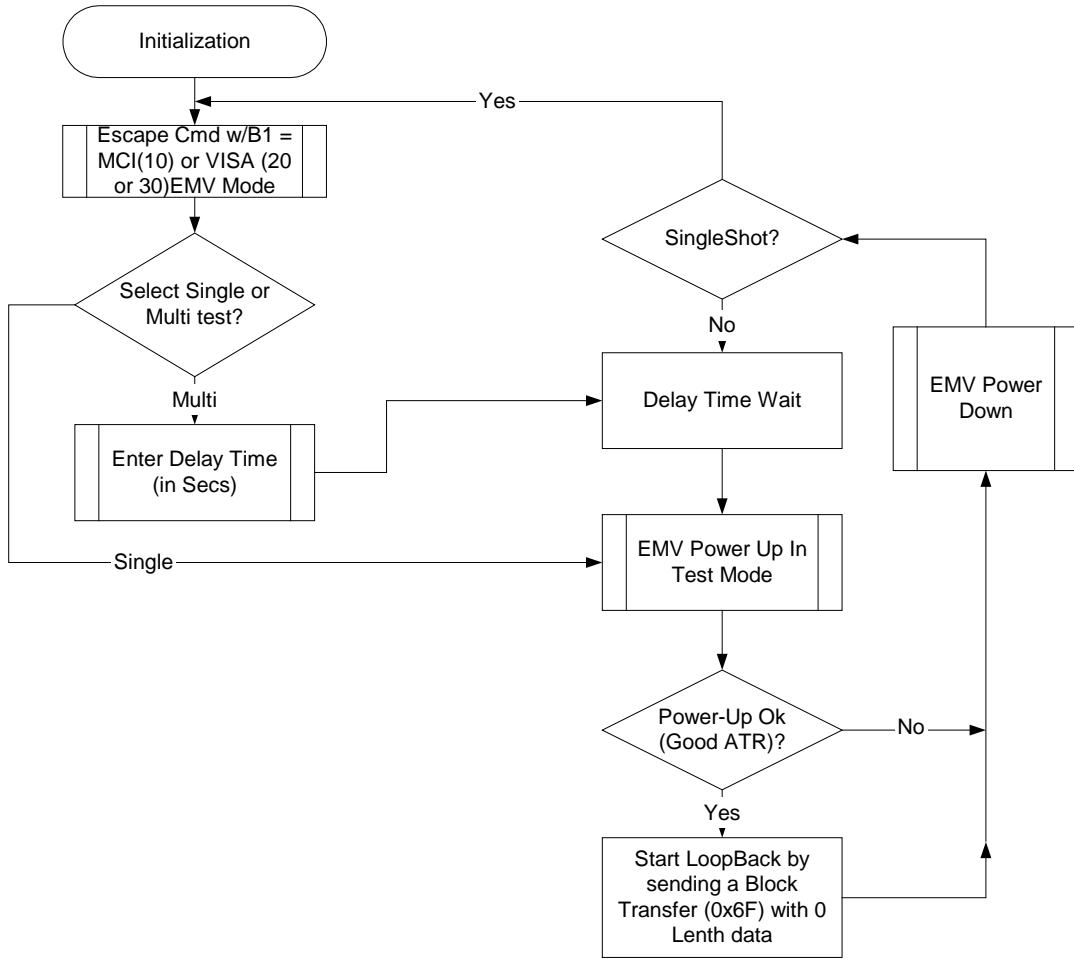 Initialization
Yes
Escape Cmd w/B1 =
MCI(10) or VISA (20
or 30)EMV Mode
SingleShot?
Select Single or
Multi test?
No
Multi
Delay Time Wait
EMV Power
Down
Enter Delay Time
(in Secs)
Single
EMV Power Up In
Test Mode
Power-Up Ok
(Good ATR)?
No
Yes
Start LoopBack by
sending a Block
Transfer (0x6F) with 0
Lenth data